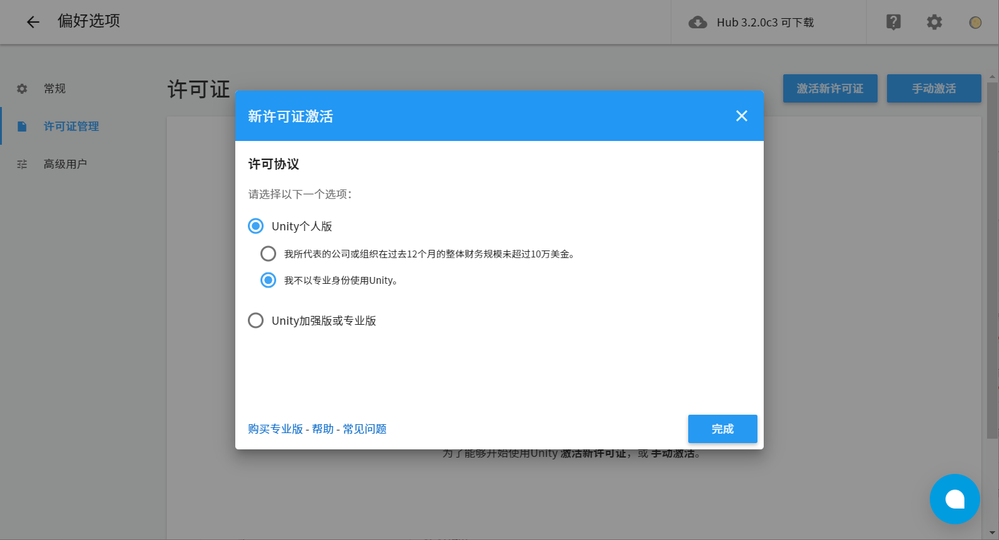 偏好选项
Hub 3.2.0c3 可下载
常规
许可证管理
高级用户
许可证
激活新许可证
手动激活
新许可证激活
许可协议
请选择以下一个选项：
Unity个人版
我所代表的公司或组织在过去12个月的整体财务规模未超过10万美金。
我不以专业身份使用Unity。
Unity加强版或专业版
购买专业版 - 帮助 - 常见问题
完成
为了能够开始使用Unity 激活新许可证，或 手动激活。